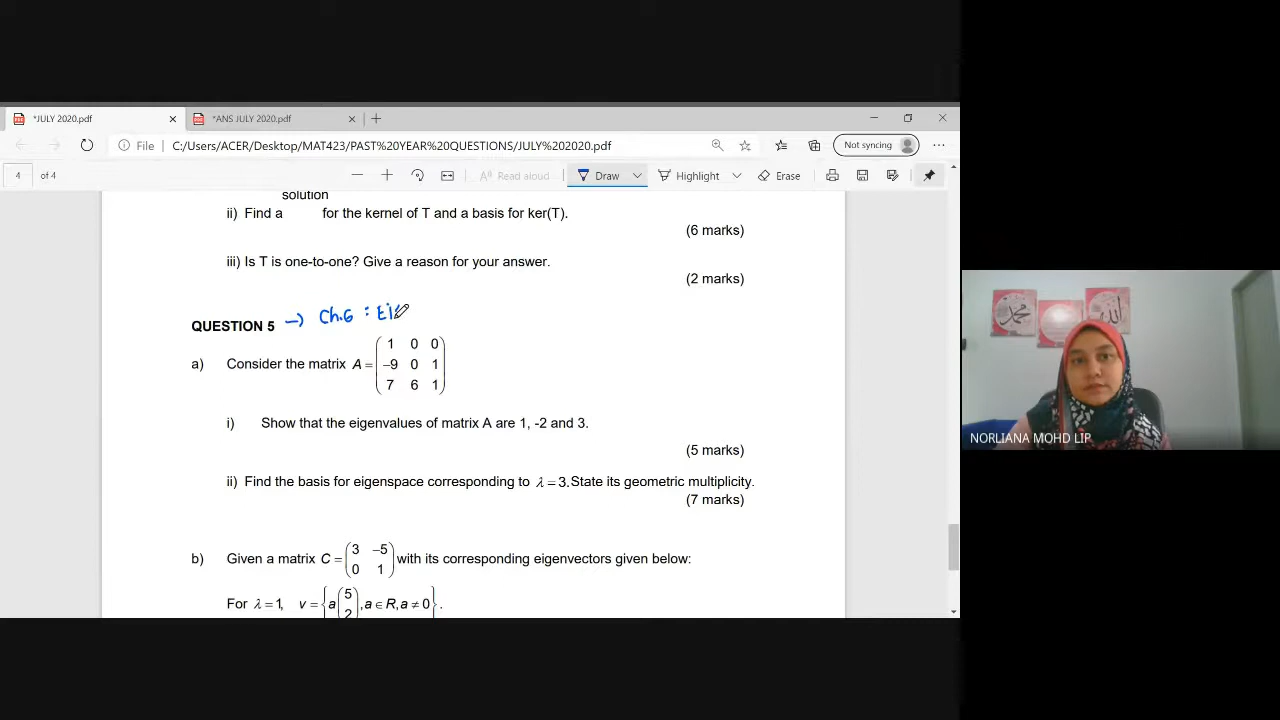 *JULY 2020.pdf
*ANS JULY 2020.pdf
File
C:/Users/ACER/Desktop/MAT423/PAST%20YEAR%20QUESTIONS/JULY%202020.pdf
Not syncing
4
of 4
Read aloud
Draw
Highlight
Erase
solution
ii) Find a for the kernel of T and a basis for ker(T).
(6 marks)
iii) Is T is one-to-one? Give a reason for your answer.
(2 marks)
QUESTION 5 → Ch.6 : Ei
a) Consider the matrix A =
1 0 0
−9 0 1
7 6 1
i) Show that the eigenvalues of matrix A are 1, -2 and 3.
(5 marks)
ii) Find the basis for eigenspace corresponding to λ = 3. State its geometric multiplicity.
(7 marks)
b) Given a matrix C = with its corresponding eigenvectors given below:
3 −5
0 1
For λ = 1, v = { a (5 2), a ∈ R, a ≠ 0 }.
NORLIANA MOHD LIP